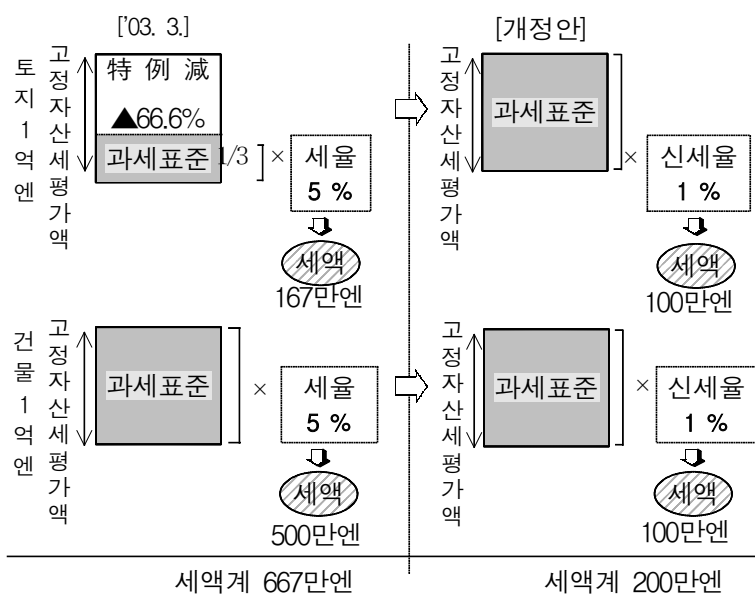 ['03. 3.]
[개정안]
토지1억엔
고정자산세평가액
特 例 減
▲66.6%
과세표준
1/3
×
세율
5 %
세액
167만엔
고정자산세평가액
과세표준
×
신세율
1 %
세액
100만엔
건물1억엔
고정자산세평가액
과세표준
×
세율
5 %
세액
500만엔
고정자산세평가액
과세표준
×
신세율
1 %
세액
100만엔
세액계 667만엔
세액계 200만엔